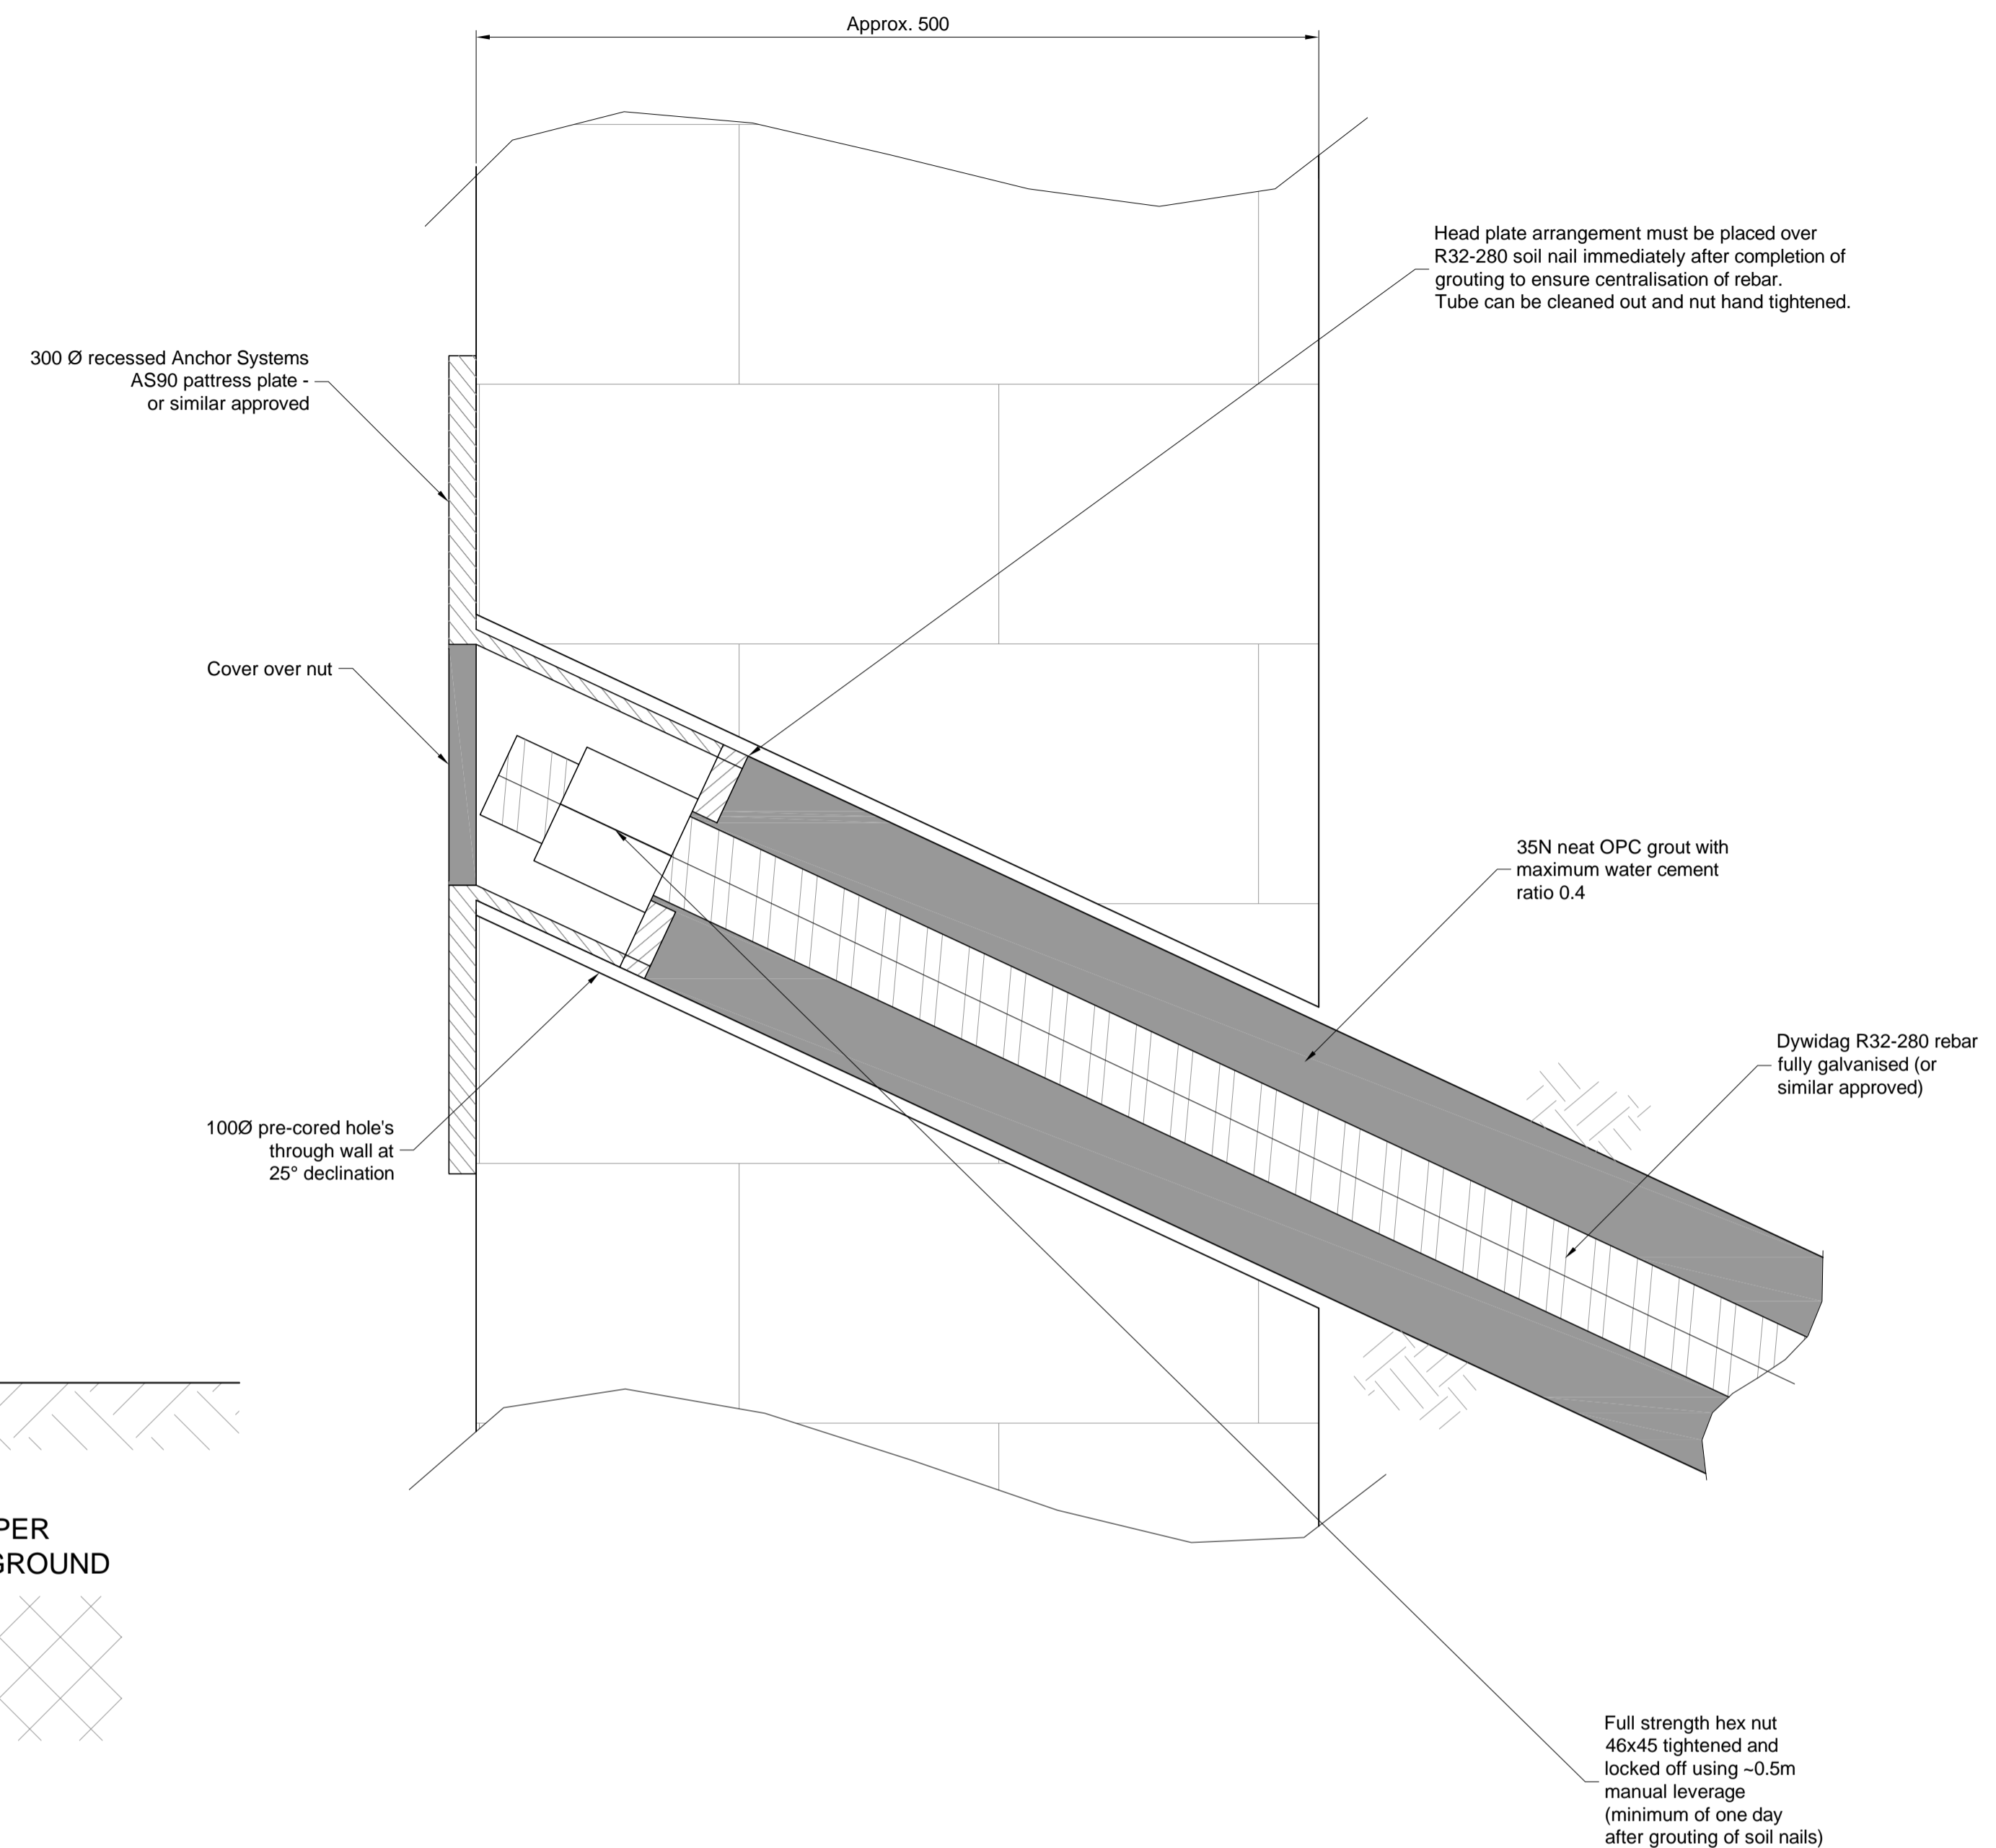 Approx. 500
Head plate arrangement must be placed over
R32-280 soil nail immediately after completion of
grouting to ensure centralisation of rebar.
Tube can be cleaned out and nut hand tightened.
300 Ø recessed Anchor Systems
AS90 pattress plate -
or similar approved
Cover over nut
35N neat OPC grout with
maximum water cement
ratio 0.4
Dywidag R32-280 rebar
fully galvanised (or
similar approved)
100Ø pre-cored hole's
through wall at
25° declination
PER
GROUND
Full strength hex nut
46x45 tightened and
locked off using ~0.5m
manual leverage
(minimum of one day
after grouting of soil nails)